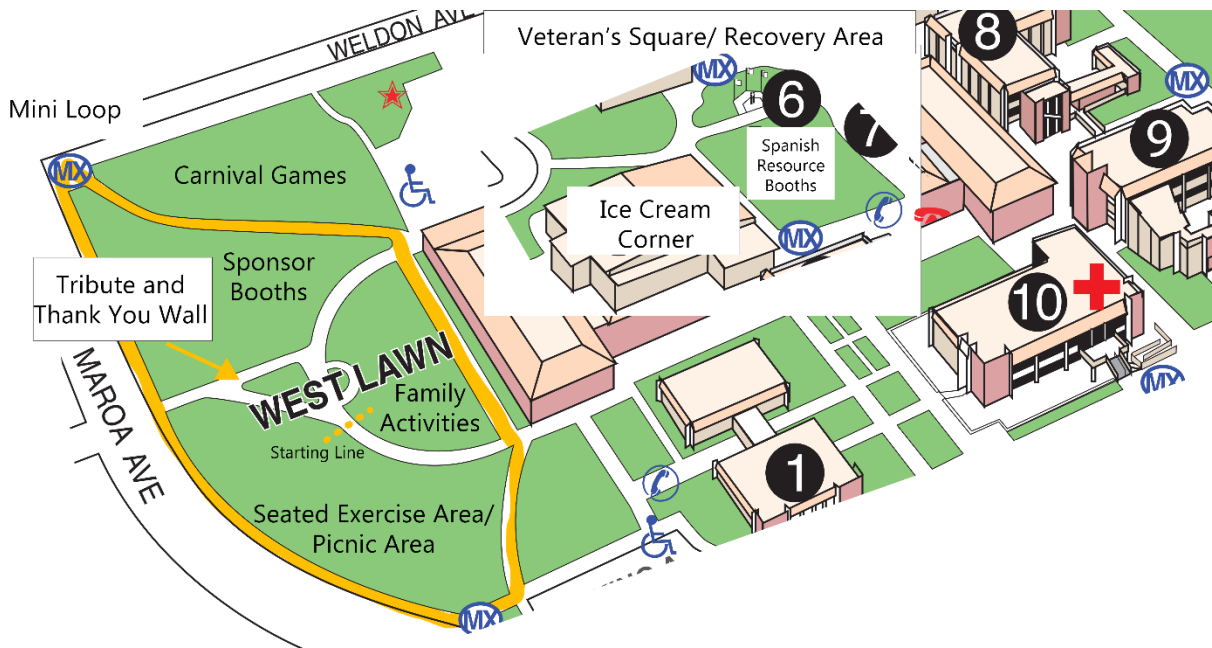 WELDON AVE
Veteran's Square/ Recovery Area
8
MX
MX
Mini Loop
6
7
9
MX
Carnival Games
Spanish
Resource
Booths
Ice Cream
Corner
MX
Sponsor
Booths
Tribute and
Thank You Wall
10
WEST LAWN
MAROA AVE
Family
Activities
MX
Starting Line
1
Seated Exercise Area/
Picnic Area
MX